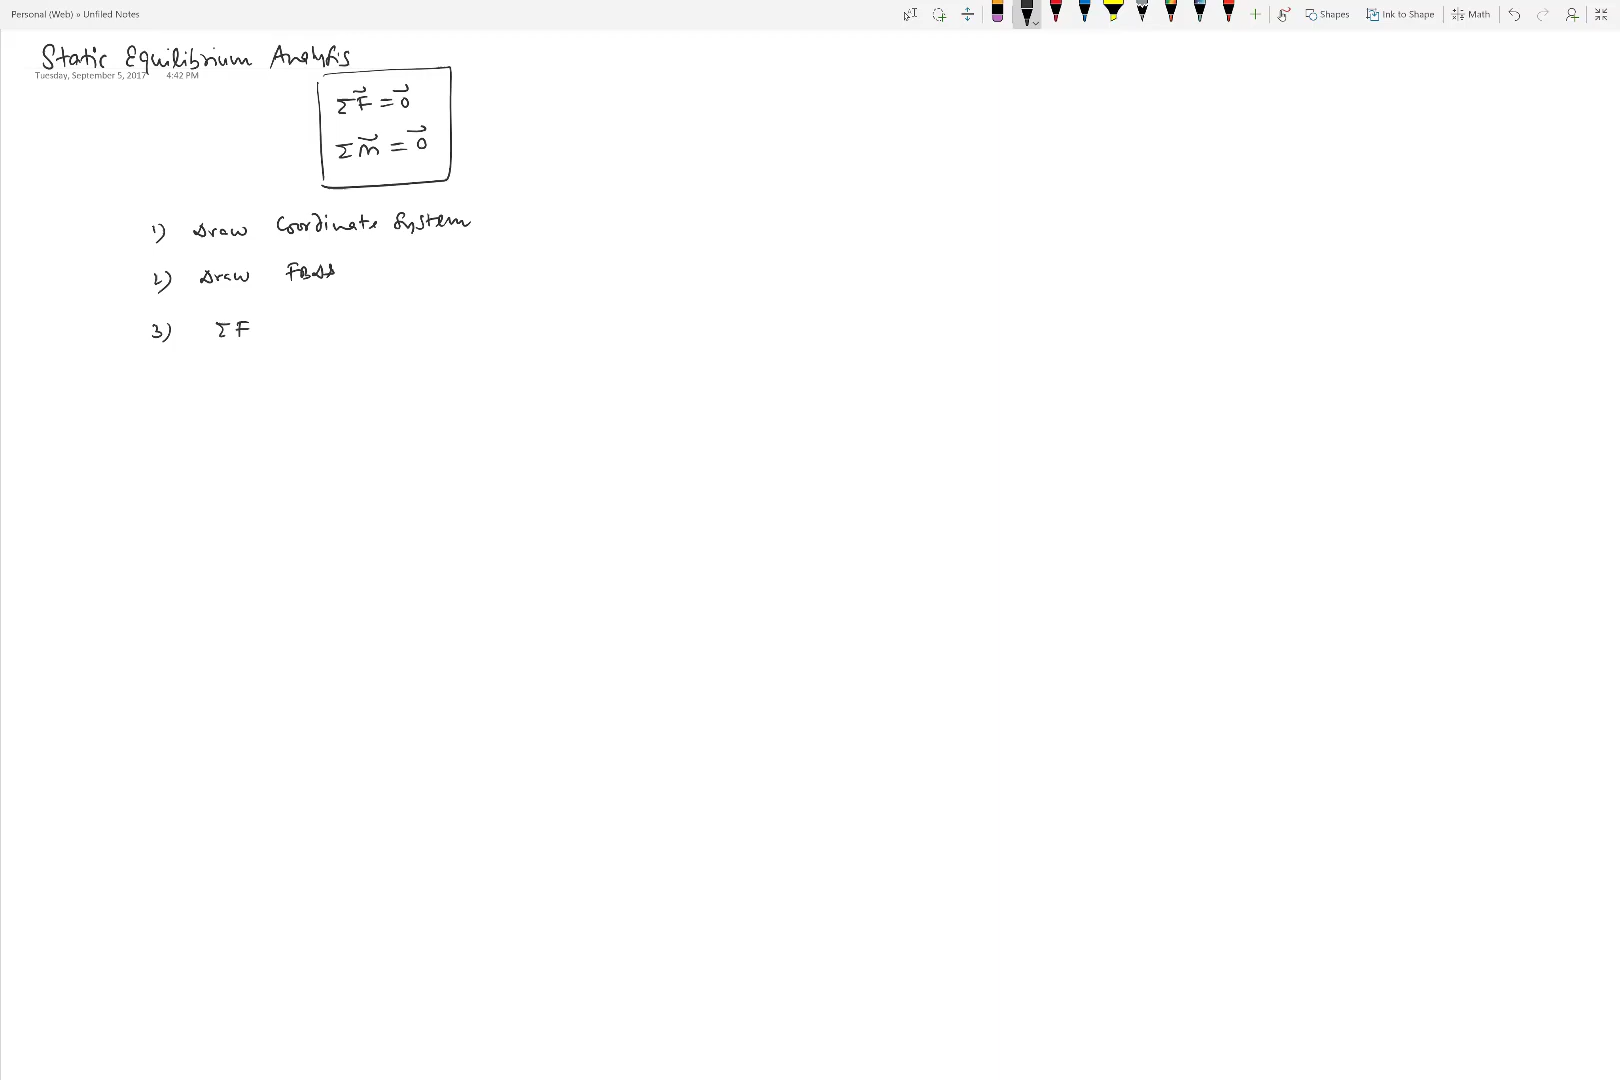 Personal (Web) » Unfiled Notes
Shapes
Ink to Shape
Math
Static Equilibrium Analysis
Tuesday, September 5, 2017 4:42 PM
ΣF⃗ = 0⃗
ΣM⃗ = 0⃗
1) Draw Coordinate System
2) Draw FBDs
3) ΣF